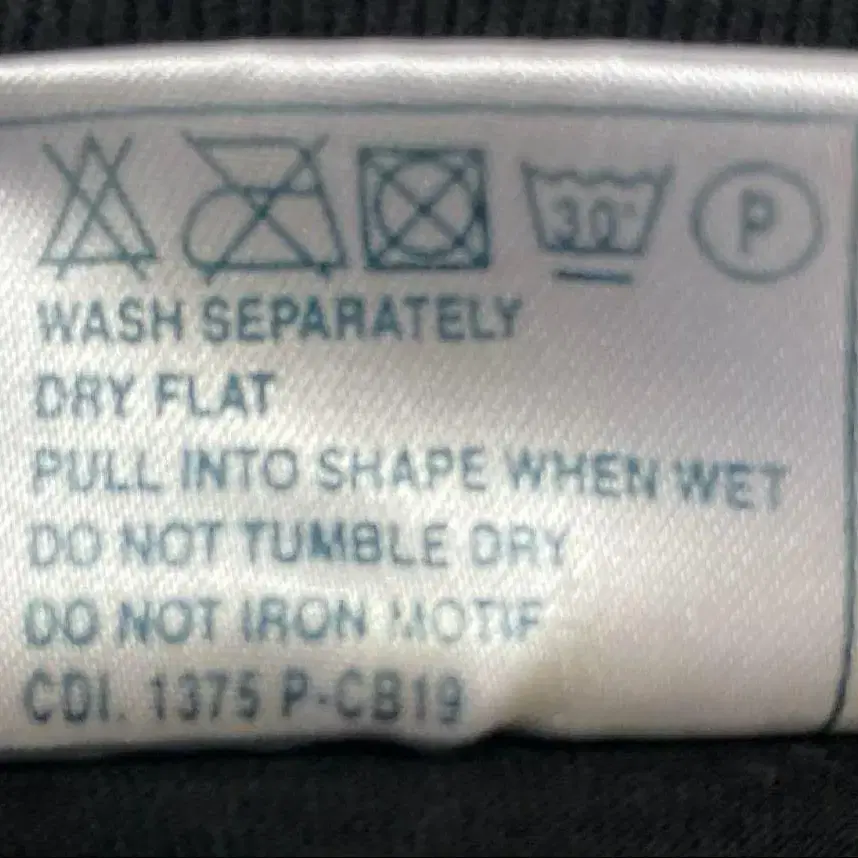 30° P
WASH SEPARATELY
DRY FLAT
PULL INTO SHAPE WHEN WET
DO NOT TUMBLE DRY
DO NOT IRON MOTIF
CDI. 1375 P-CB19